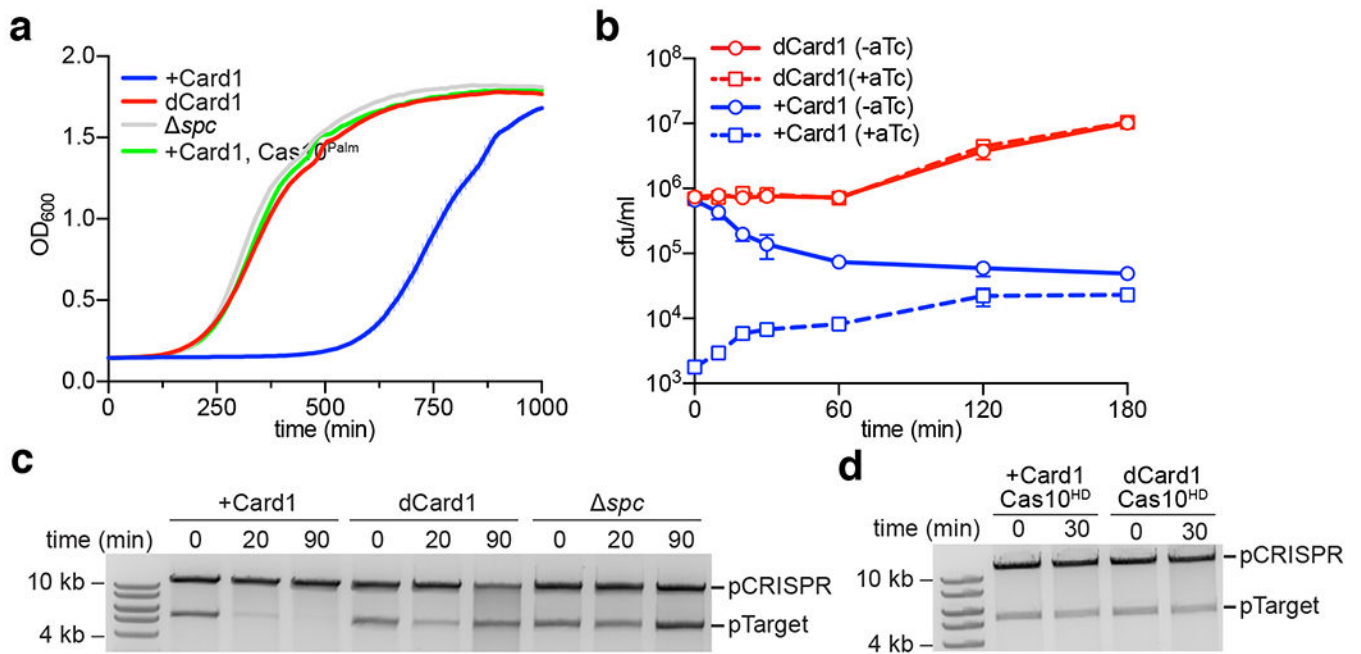 a
2.0
1.5
1.0
0.5
0.0
OD600
+Card1
dCard1
Δspc
+Card1, Cas10Palm
0 250 500 750 1000
time (min)
b
10^8
10^7
10^6
10^5
10^4
10^3
cfu/ml
dCard1 (-aTc)
dCard1(+aTc)
+Card1 (-aTc)
+Card1 (+aTc)
0 60 120 180
time (min)
c
+Card1 dCard1 Δspc
time (min) 0 20 90 0 20 90 0 20 90
10 kb
4 kb
pCRISPR
pTarget
d
+Card1 dCard1
Cas10HD Cas10HD
time (min) 0 30 0 30
10 kb
4 kb
pCRISPR
pTarget